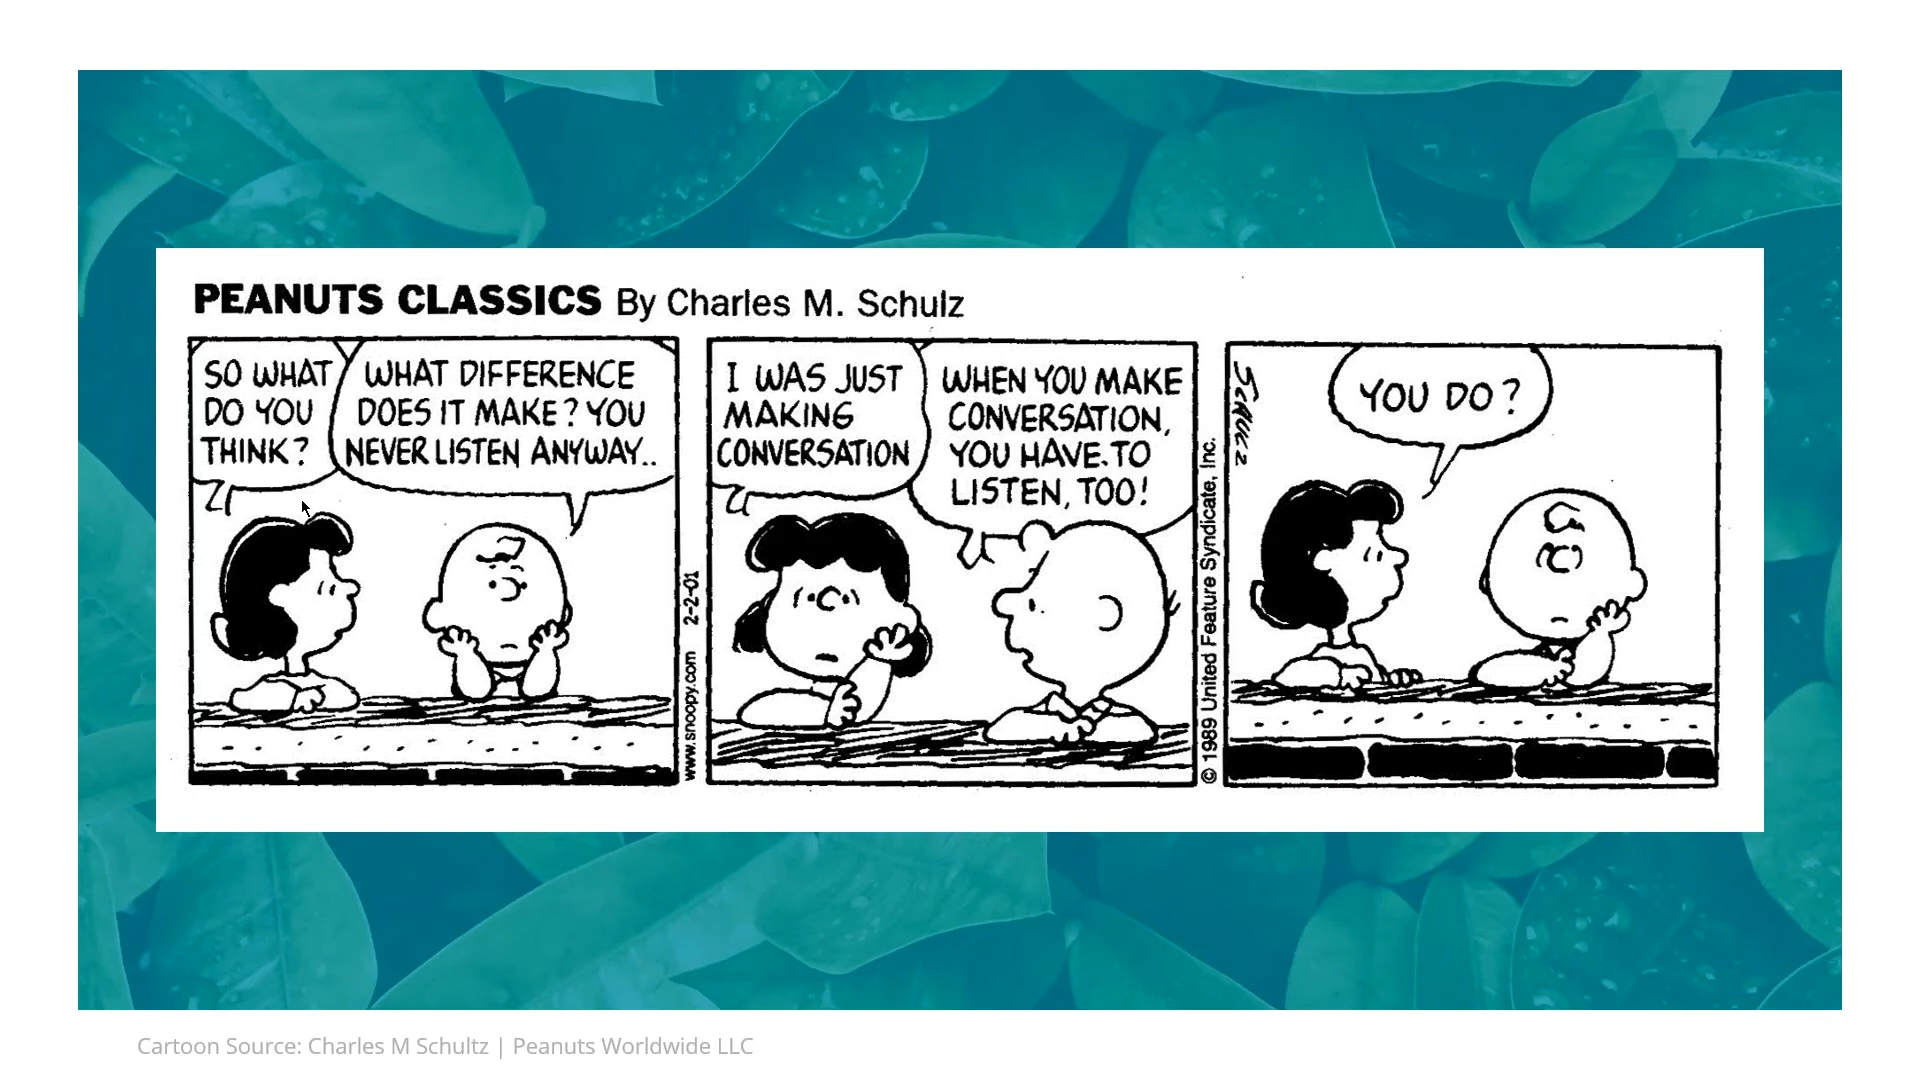 PEANUTS CLASSICS By Charles M. Schulz
SO WHAT
DO YOU
THINK?
WHAT DIFFERENCE
DOES IT MAKE? YOU
NEVER LISTEN ANYWAY..
www.snoopy.com 2-2-01
I WAS JUST
MAKING
CONVERSATION
WHEN YOU MAKE
CONVERSATION,
YOU HAVE TO
LISTEN, TOO!
© 1989 United Feature Syndicate, Inc.
SCHULZ
YOU DO?
Cartoon Source: Charles M Schultz | Peanuts Worldwide LLC